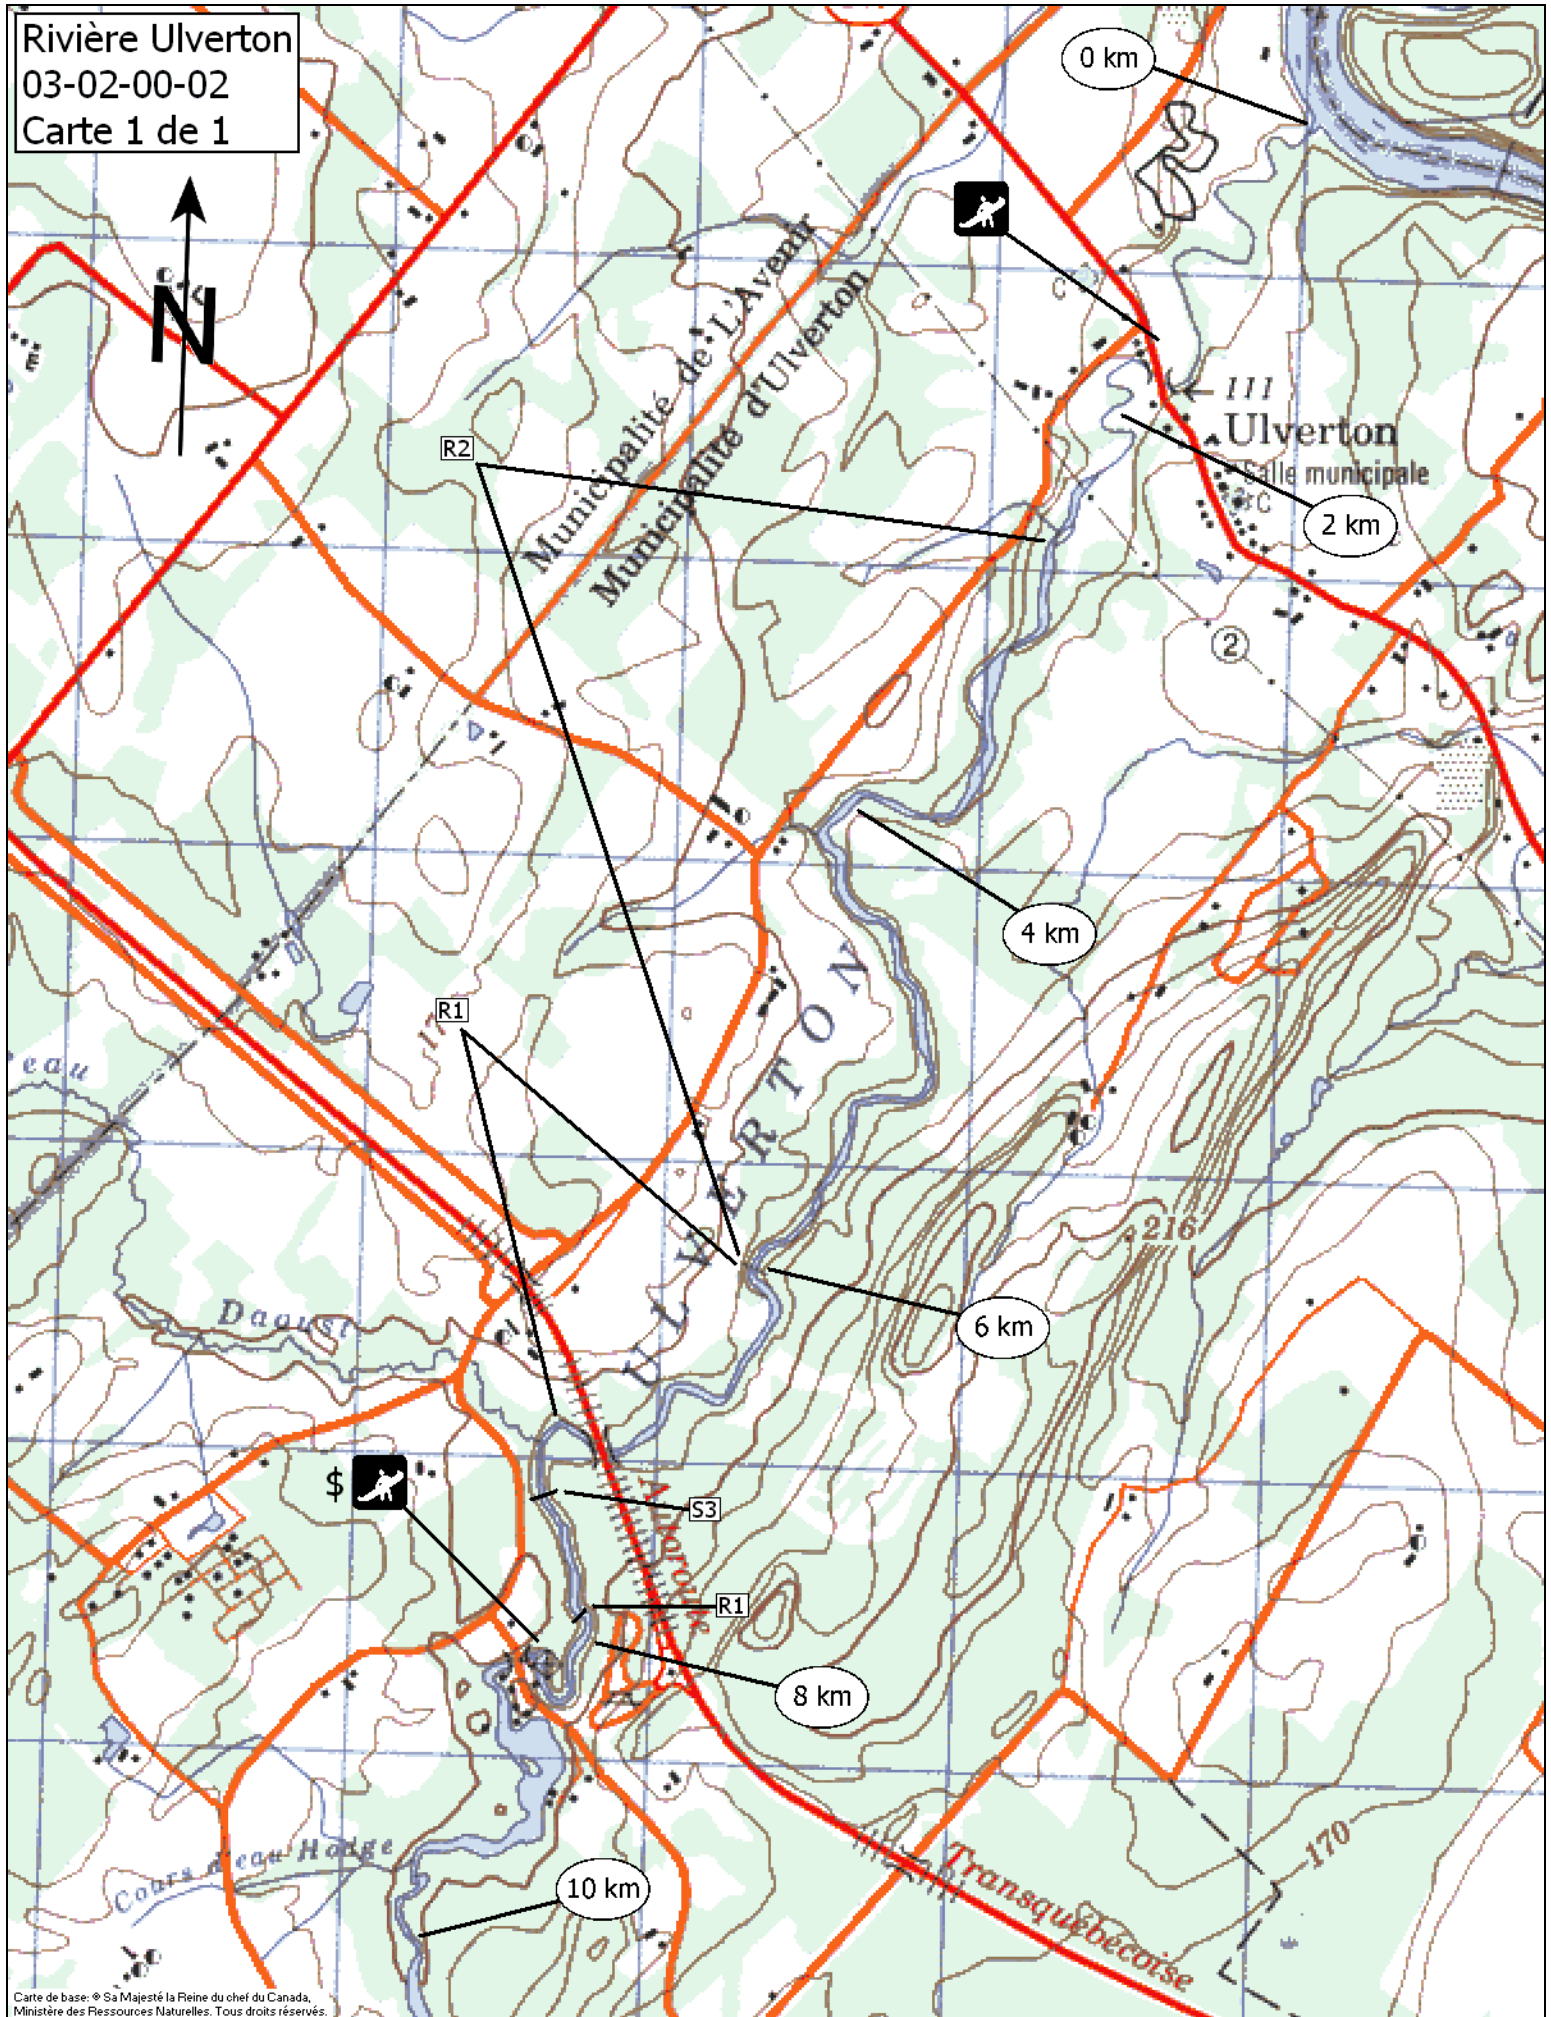 Rivière Ulverton
03-02-00-02
Carte 1 de 1
N
0 km
Municipalité de L'Avenir
Municipalité d'Ulverton
C
111
Ulverton
Salle municipale
C
R2
2 km
2
4 km
R1
17
eau
ULVERTON
216
Daoust
6 km
$
S3
Autoroute
R1
8 km
Cours d'eau Hodge
10 km
Transquébécoise
170
Carte de base: © Sa Majesté la Reine du chef du Canada,
Ministère des Ressources Naturelles. Tous droits réservés.